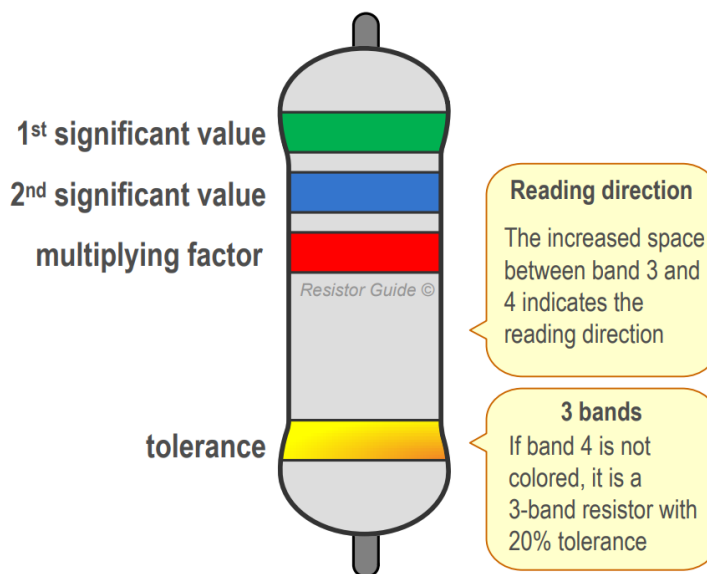 1st significant value
2nd significant value
multiplying factor
Resistor Guide ©
tolerance
Reading direction
The increased space
between band 3 and
4 indicates the
reading direction
3 bands
If band 4 is not
colored, it is a
3-band resistor with
20% tolerance